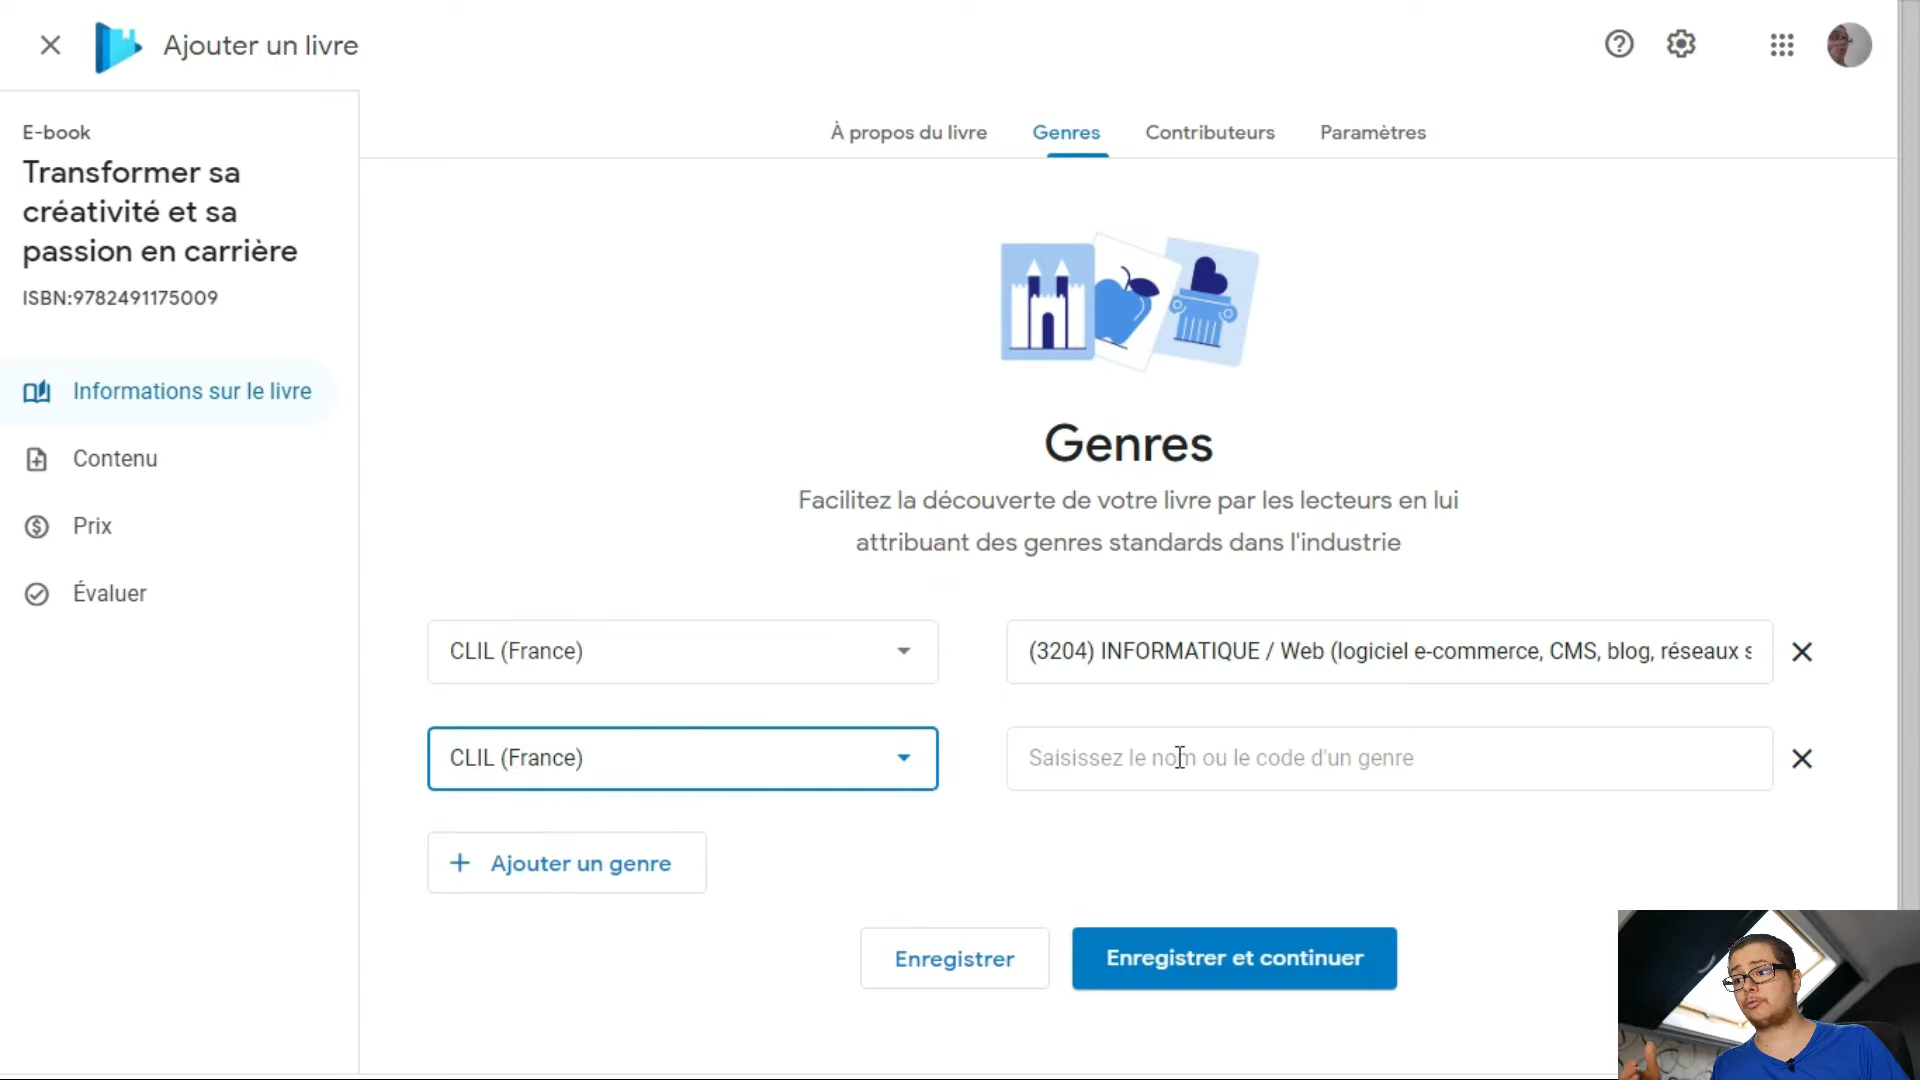 Ajouter un livre
E-book
Transformer sa
créativité et sa
passion en carrière
ISBN:9782491175009
Informations sur le livre
Contenu
Prix
Évaluer
À propos du livre
Genres
Contributeurs
Paramètres
Genres
Facilitez la découverte de votre livre par les lecteurs en lui
attribuant des genres standards dans l'industrie
CLIL (France)
(3204) INFORMATIQUE / Web (logiciel e-commerce, CMS, blog, réseaux s
CLIL (France)
Saisissez le nom ou le code d'un genre
+ Ajouter un genre
Enregistrer
Enregistrer et continuer